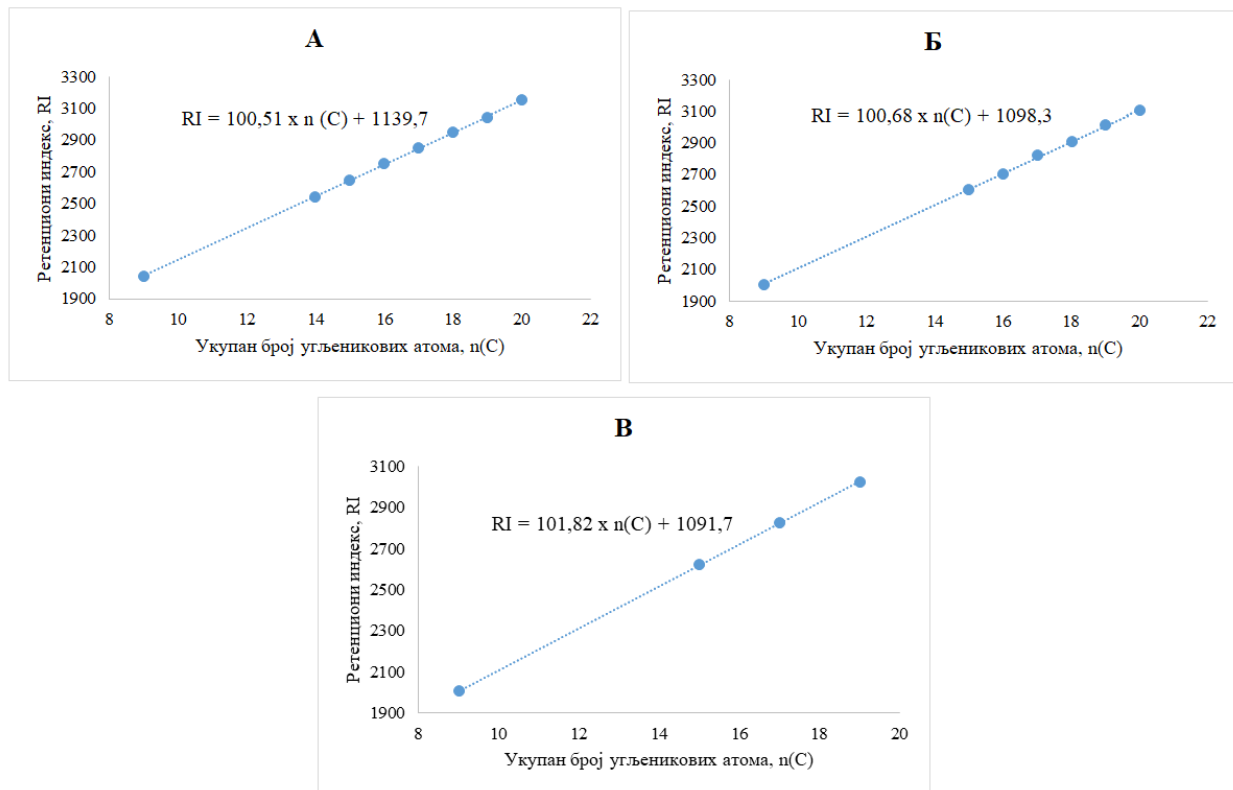 А
3300
3100
2900
2700
2500
2300
2100
1900
RI = 100,51 x n (C) + 1139,7
Ретенциони индекс, RI
8 10 12 14 16 18 20 22
Укупан број угљеникових атома, n(C)
Б
3300
3100
2900
2700
2500
2300
2100
1900
RI = 100,68 x n(C) + 1098,3
Ретенциони индекс, RI
8 10 12 14 16 18 20 22
Укупан број угљеникових атома, n(C)
В
3100
2900
2700
2500
2300
2100
1900
RI = 101,82 x n(C) + 1091,7
Ретенциони индекс, RI
8 10 12 14 16 18 20
Укупан број угљеникових атома, n(C)